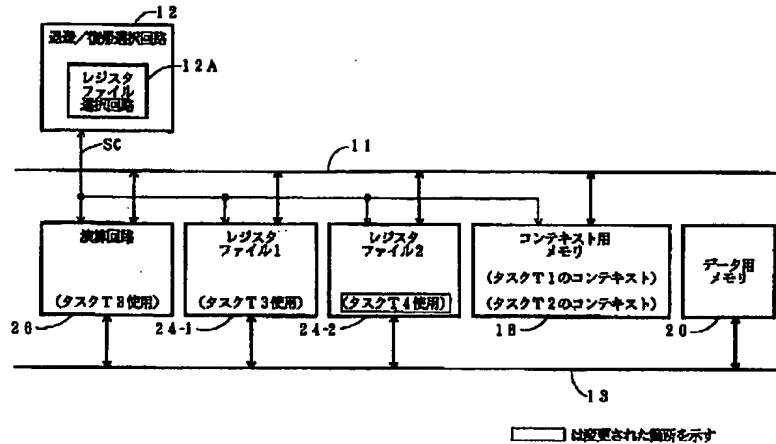 12
退避／復帰選択回路
12A
レジスタ
ファイル
選択回路
SC
11
演算回路
(タスクT3使用)
レジスタ
ファイル1
(タスクT3使用)
レジスタ
ファイル2
(タスクT4使用)
コンテキスト用
メモリ
(タスクT1のコンテキスト)
(タスクT2のコンテキスト)
データ用
メモリ
26
24-1
24-2
18
20
13
は変更された箇所を示す